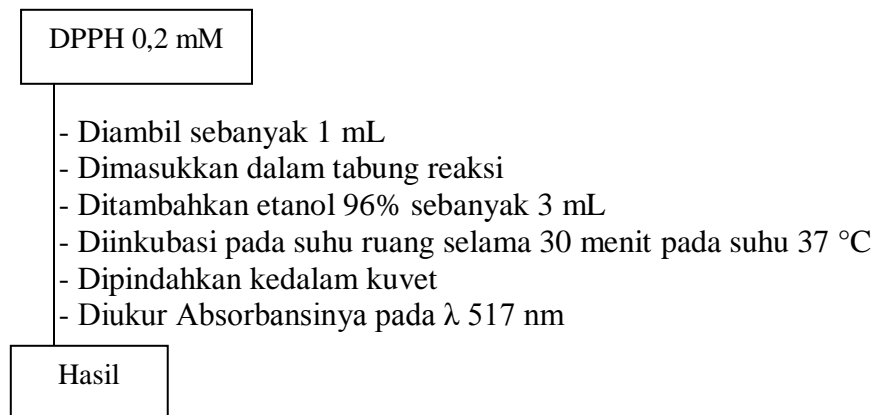 DPPH 0,2 mM
- Diambil sebanyak 1 mL
- Dimasukkan dalam tabung reaksi
- Ditambahkan etanol 96% sebanyak 3 mL
- Diinkubasi pada suhu ruang selama 30 menit pada suhu 37 °C
- Dipindahkan kedalam kuvet
- Diukur Absorbansinya pada λ 517 nm
Hasil